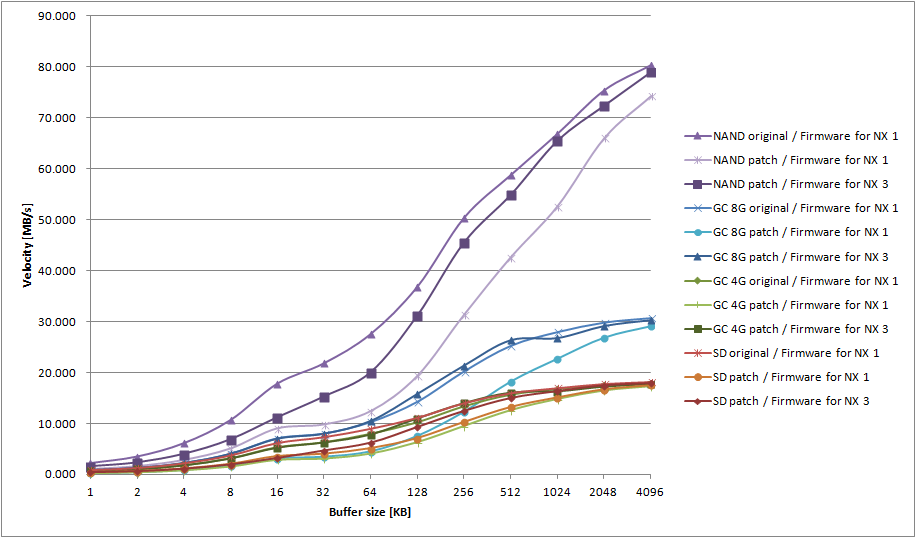 90.000
80.000
70.000
60.000
50.000
40.000
30.000
20.000
10.000
0.000
Velocity [MB/s]
1 2 4 8 16 32 64 128 256 512 1024 2048 4096
Buffer size [KB]
NAND original / Firmware for NX 1
NAND patch / Firmware for NX 1
NAND patch / Firmware for NX 3
GC 8G original / Firmware for NX 1
GC 8G patch / Firmware for NX 1
GC 8G patch / Firmware for NX 3
GC 4G original / Firmware for NX 1
GC 4G patch / Firmware for NX 1
GC 4G patch / Firmware for NX 3
SD original / Firmware for NX 1
SD patch / Firmware for NX 1
SD patch / Firmware for NX 3